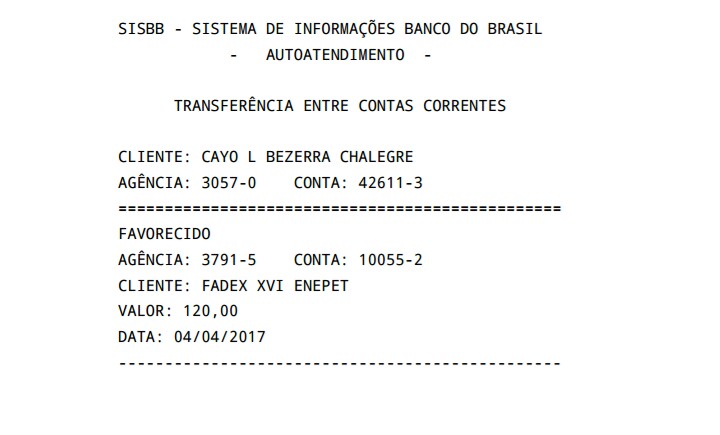 SISBB - SISTEMA DE INFORMAÇÕES BANCO DO BRASIL
- AUTOATENDIMENTO -
TRANSFERÊNCIA ENTRE CONTAS CORRENTES
CLIENTE: CAYO L BEZERRA CHALEGRE
AGÊNCIA: 3057-0 CONTA: 42611-3
================================================
FAVORECIDO
AGÊNCIA: 3791-5 CONTA: 10055-2
CLIENTE: FADEX XVI ENEPET
VALOR: 120,00
DATA: 04/04/2017
------------------------------------------------